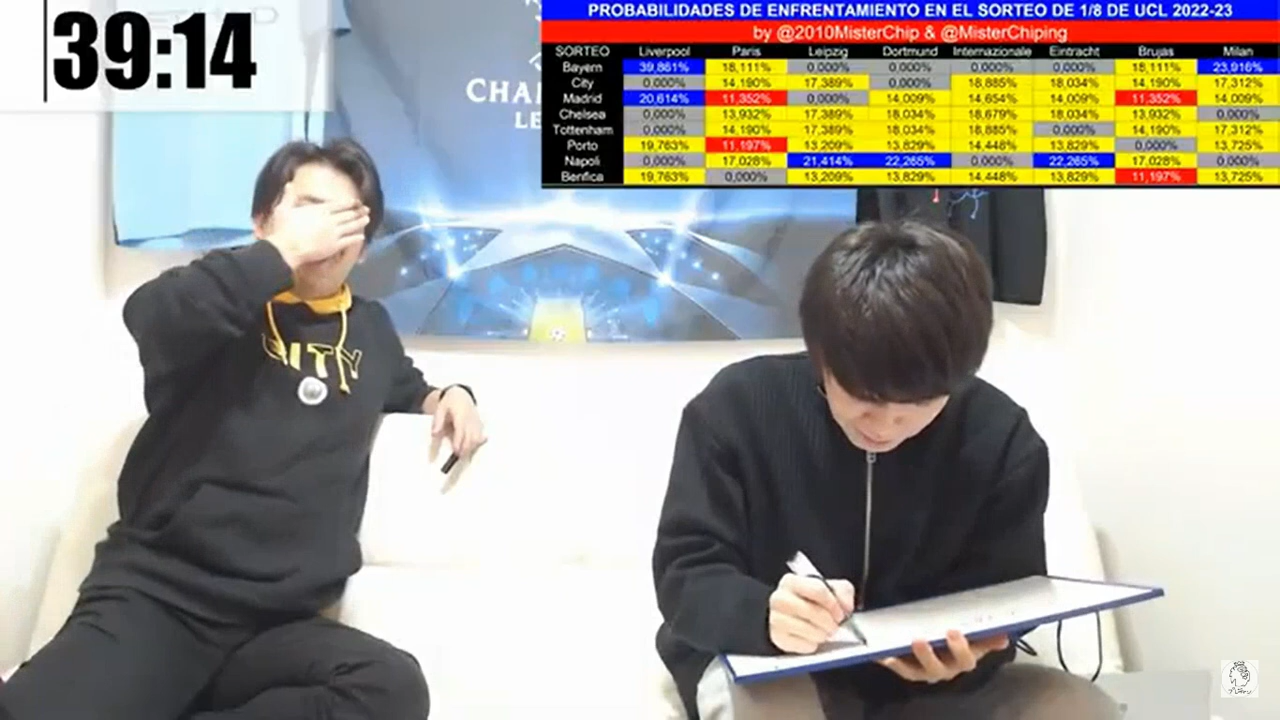 39:14
PROBABILIDADES DE ENFRENTAMIENTO EN EL SORTEO DE 1/8 DE UCL 2022-23
by @2010MisterChip & @MisterChiping
SORTEO Liverpool Paris Leipzig Dortmund Internazionale Eintracht Brujas Milan
Bayern 39,861% 18,111% 0,000% 0,000% 0,000% 0,000% 18,111% 23,916%
City 0,000% 14,190% 17,389% 0,000% 18,885% 18,034% 14,190% 17,312%
Madrid 20,614% 11,352% 0,000% 14,009% 14,654% 14,009% 11,352% 14,009%
Chelsea 0,000% 13,932% 17,389% 18,034% 18,679% 18,034% 13,932% 0,000%
Tottenham 0,000% 14,190% 17,389% 18,034% 18,885% 0,000% 14,190% 17,312%
Porto 19,763% 11,197% 13,209% 13,829% 14,448% 13,829% 0,000% 13,725%
Napoli 0,000% 17,028% 21,414% 22,265% 0,000% 22,265% 17,028% 0,000%
Benfica 19,763% 0,000% 13,209% 13,829% 14,448% 13,829% 11,197% 13,725%
CHA
LE
CITY